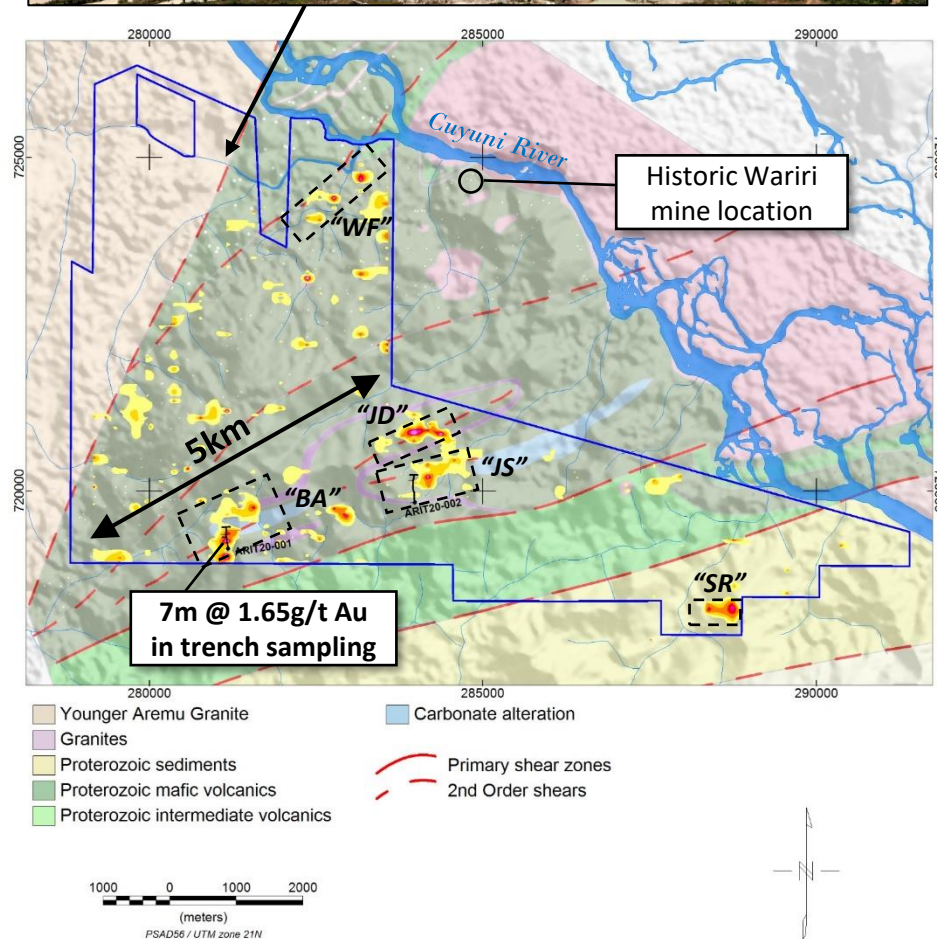 280000
285000
290000
Cuyuni River
725000
Historic Wariri
mine location
"WF"
"JD"
5km
"JS"
720000
"BA"
ARIT20-002
ARIT20-001
"SR"
7m @ 1.65g/t Au
in trench sampling
280000
285000
290000
Younger Aremu Granite
Carbonate alteration
Granites
Proterozoic sediments
Primary shear zones
Proterozoic mafic volcanics
2nd Order shears
Proterozoic intermediate volcanics
N
1000 0 1000 2000
(meters)
PSAD56 / UTM zone 21N